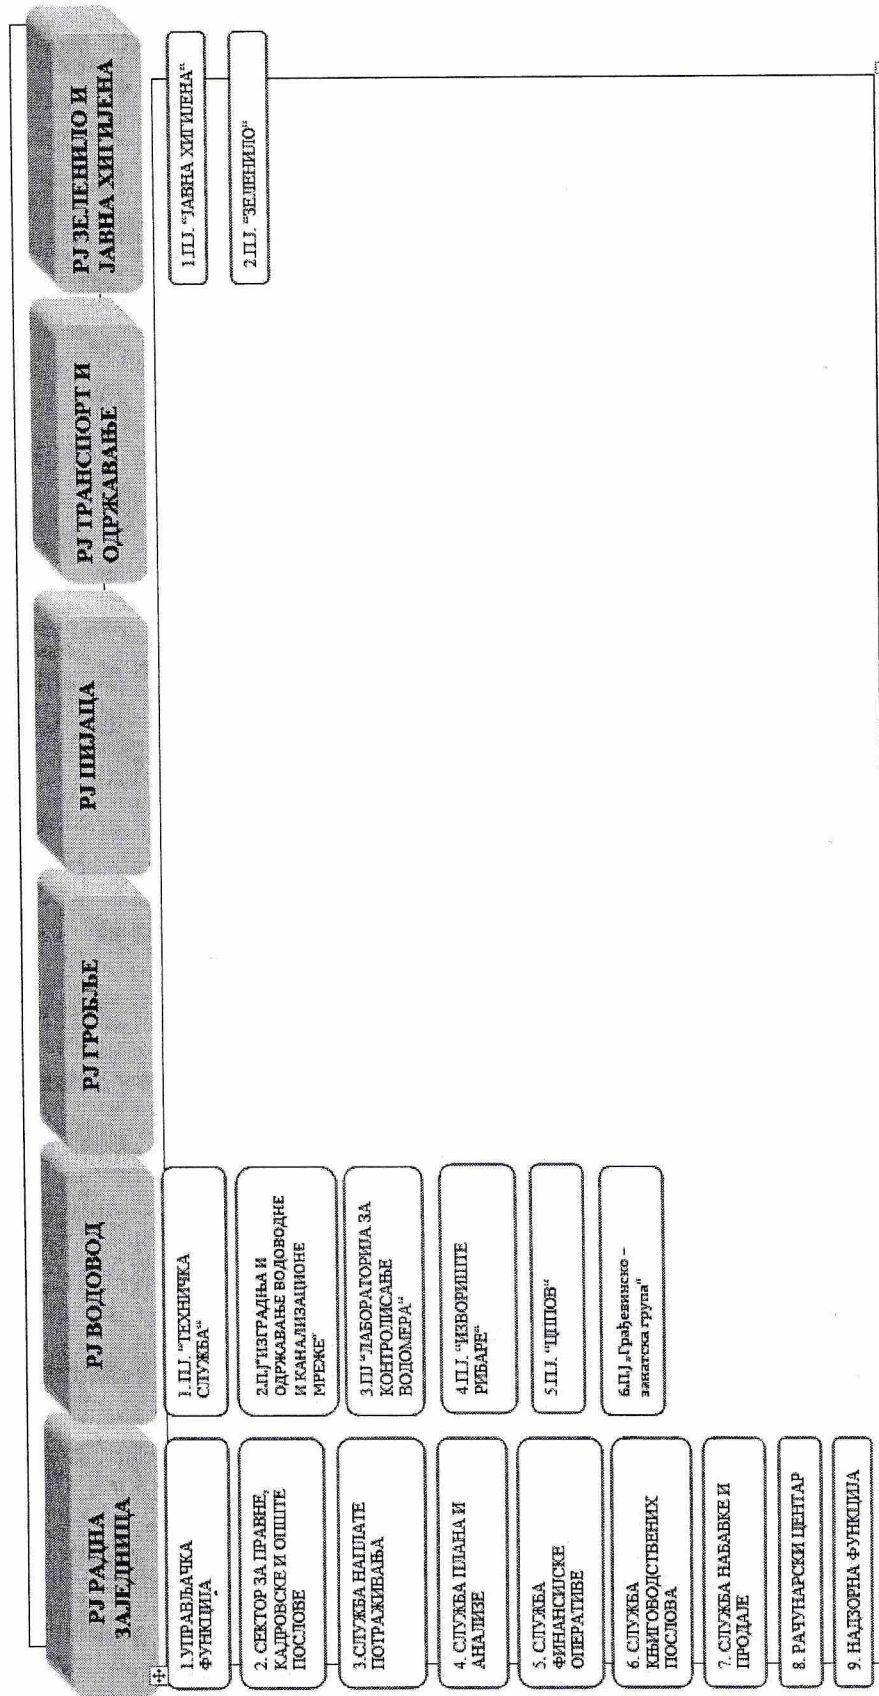 РЈ РАДНА
ЗАЈЕДНИЦА
1.УПРАВЉАЧКА
ФУНКЦИЈА
2. СЕКТОР ЗА ПРАВНЕ,
КАДРОВСКЕ И ОПШТЕ
ПОСЛОВЕ
3.СЛУЖБА НАПЛАТЕ
ПОТРАЖИВАЊА
4. СЛУЖБА ПЛАНА И
АНАЛИЗЕ
5. СЛУЖБА
ФИНАНСИЈСКЕ
ОПЕРАТИВЕ
6. СЛУЖБА
КЊИГОВОДСТВЕНИХ
ПОСЛОВА
7. СЛУЖБА НАБАВКЕ И
ПРОДАЈЕ
8. РАЧУНАРСКИ ЦЕНТАР
9. НАДЗОРНА ФУНКЦИЈА
РЈ ВОДОВОД
1. П.Ј. "ТЕХНИЧКА
СЛУЖБА"
2.П.Ј"ИЗГРАДЊА И
ОДРЖАВАЊЕ ВОДОВОДНЕ
И КАНАЛИЗАЦИОНЕ
МРЕЖЕ"
3.ПЈ "ЛАБОРАТОРИЈА ЗА
КОНТРОЛИСАЊЕ
ВОДОМЕРА"
4.П.Ј. "ИЗВОРИШТЕ
РИБАРЕ"
5.П.Ј. "ЦППОВ"
6.П.Ј „Грађевинско –
занатска група"
РЈ ГРОБЉЕ
РЈ ПИЈАЦА
РЈ ТРАНСПОРТ И
ОДРЖАВАЊЕ
РЈ ЗЕЛЕНИЛО И
ЈАВНА ХИГИЈЕНА
1.П.Ј. "ЈАВНА ХИГИЈЕНА"
2.П.Ј. "ЗЕЛЕНИЛО"